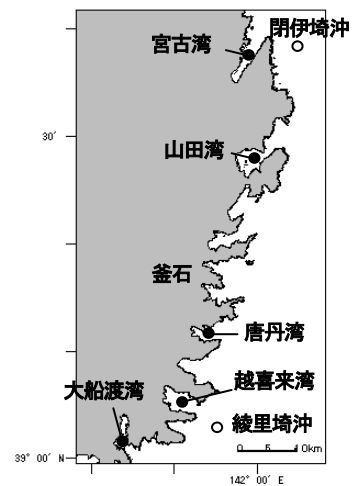 閉伊埼沖
宮古湾
30'
山田湾
釜石
唐丹湾
越喜来湾
大船渡湾
綾里埼沖
0 5 10km
39° 00' N
142° 00' E